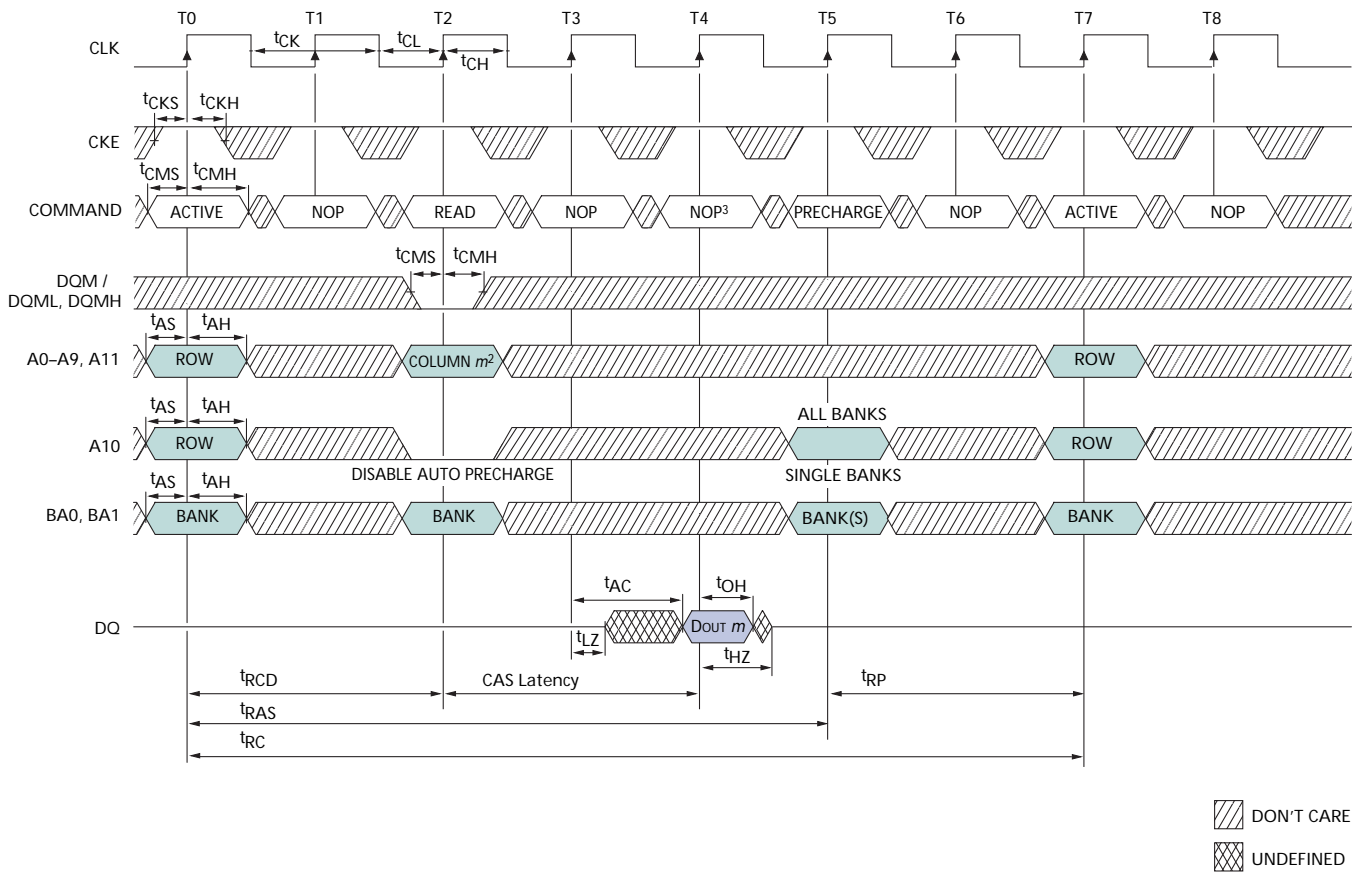 T0 T1 T2 T3 T4 T5 T6 T7 T8
CLK
tCK tCL
tCH
tCKS tCKH
CKE
tCMS tCMH
COMMAND ACTIVE NOP READ NOP NOP3 PRECHARGE NOP ACTIVE NOP
tCMS tCMH
DQM /
DQML, DQMH
tAS tAH
A0–A9, A11 ROW COLUMN m2 ROW
tAS tAH ALL BANKS
A10 ROW ROW
DISABLE AUTO PRECHARGE SINGLE BANKS
tAS tAH
BA0, BA1 BANK BANK BANK(S) BANK
tAC tOH
DQ DOUT m
tLZ tHZ
tRCD CAS Latency tRP
tRAS
tRC
DON'T CARE
UNDEFINED